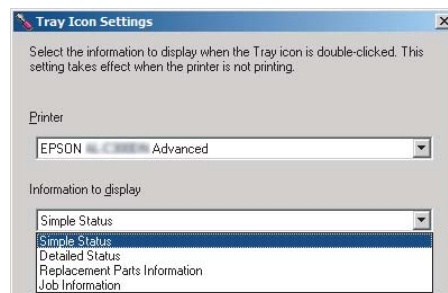 Tray Icon Settings
Select the information to display when the Tray icon is double-clicked. This
setting takes effect when the printer is not printing.
Printer
EPSON Advanced
Information to display
Simple Status
Simple Status
Detailed Status
Replacement Parts Information
Job Information